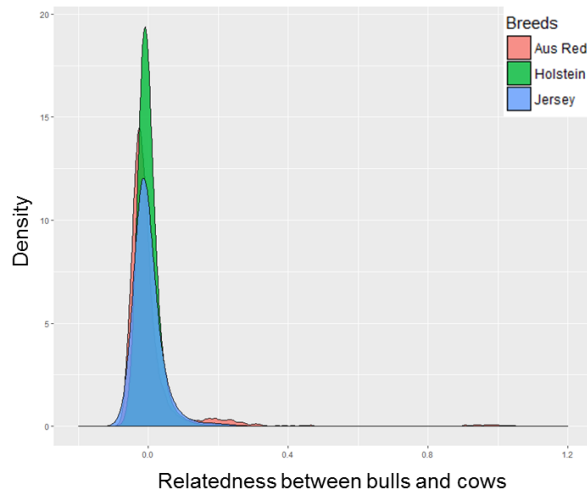 20
Breeds
Aus Red
Holstein
Jersey
15
10
5
0
Density
0.0 0.4 0.8 1.2
Relatedness between bulls and cows